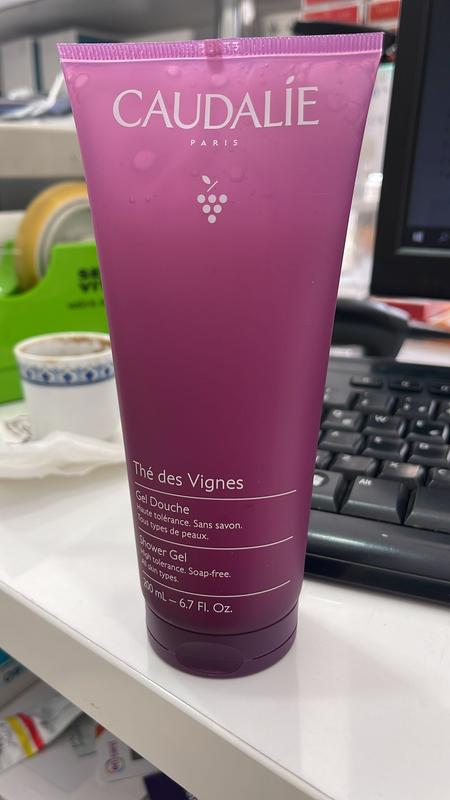 CAUDALÍE
PARIS
Thé des Vignes
Gel Douche
Haute tolérance. Sans savon.
Tous types de peaux.
Shower Gel
High tolerance. Soap-free.
All skin types.
200 mL – 6.7 Fl. Oz.